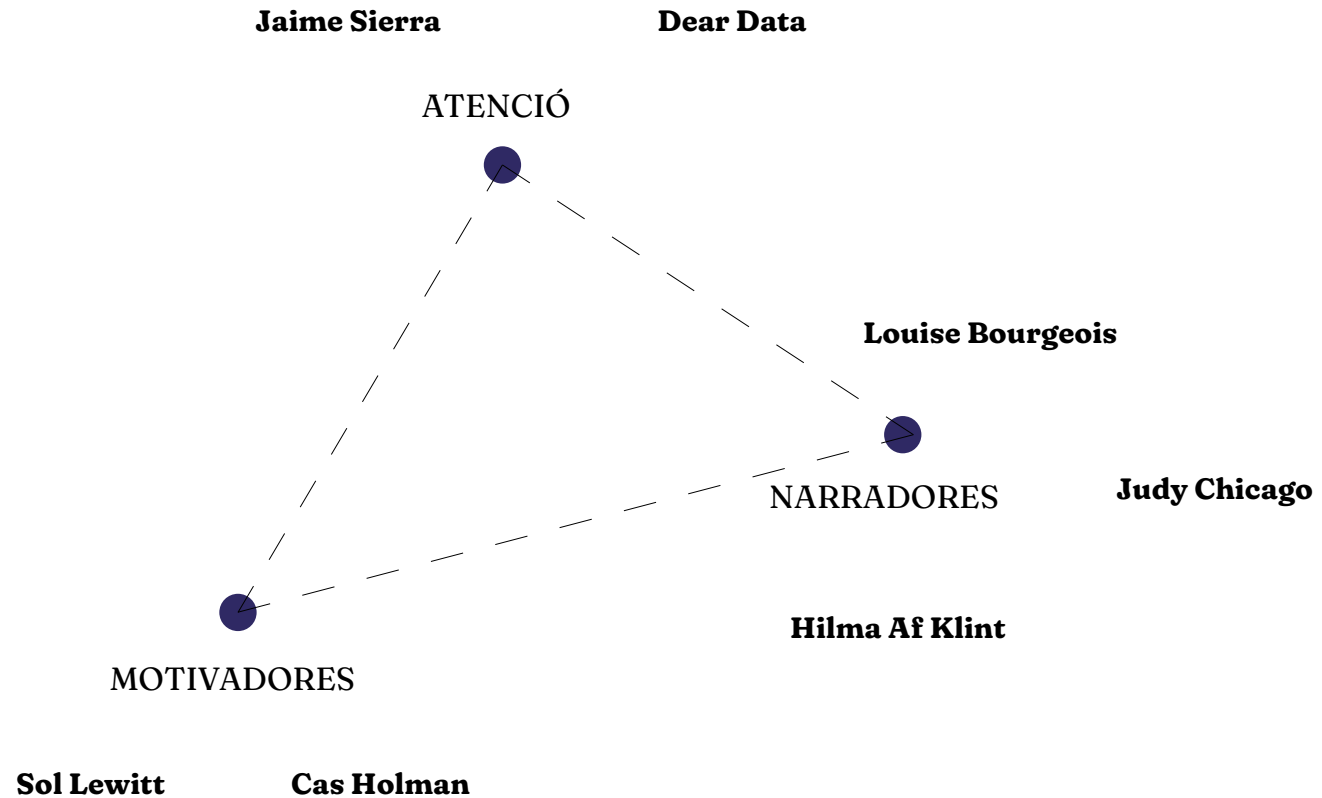 Jaime Sierra
Dear Data
ATENCIÓ
Louise Bourgeois
Judy Chicago
NARRADORES
Hilma Af Klint
MOTIVADORES
Sol Lewitt
Cas Holman